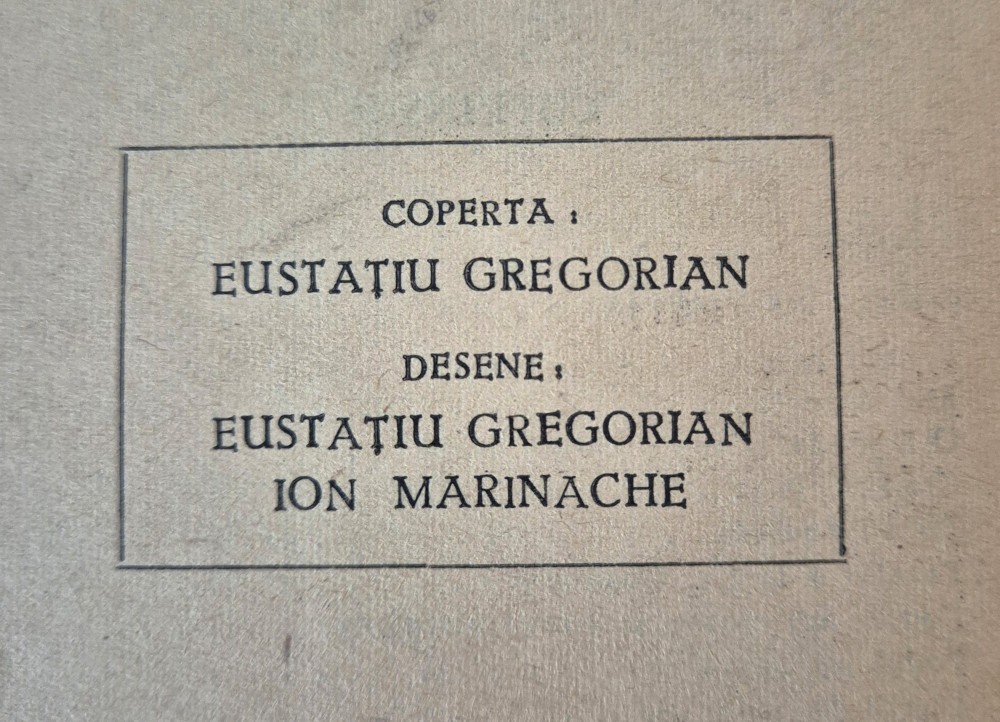 COPERTA :
EUSTAȚIU GREGORIAN
DESENE :
EUSTAȚIU GREGORIAN
ION MARINACHE